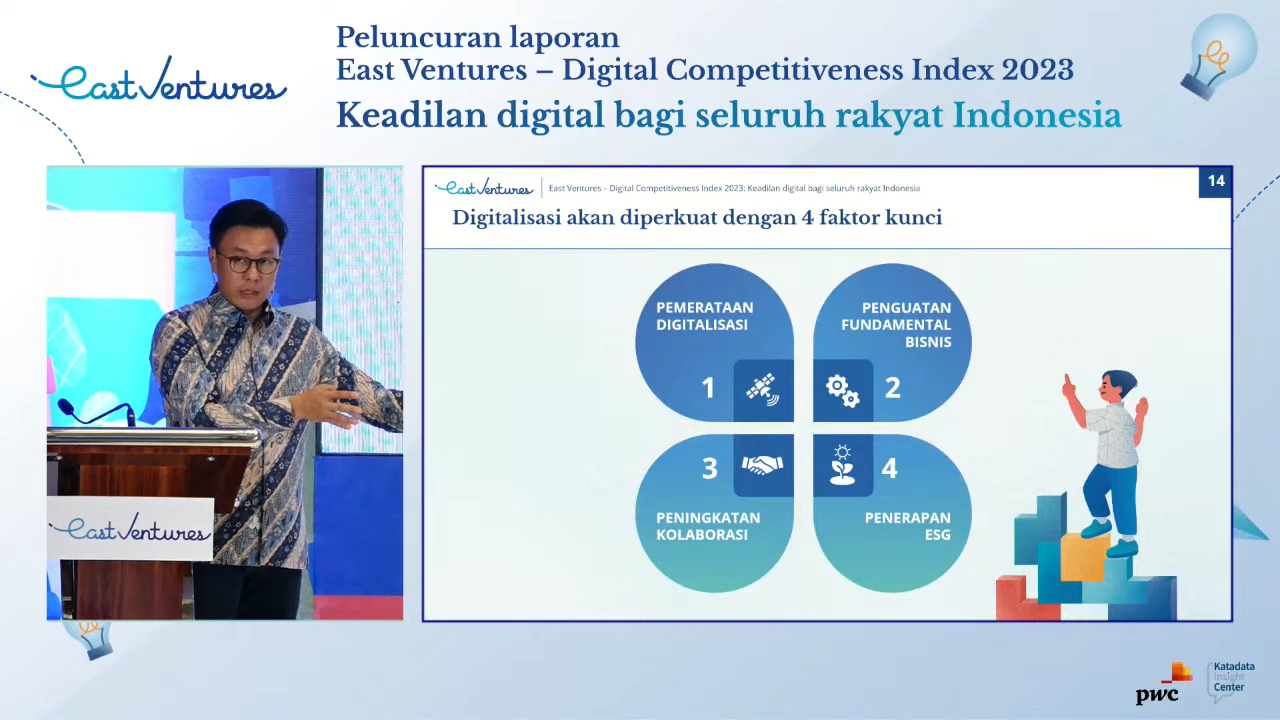 Peluncuran laporan
East Ventures – Digital Competitiveness Index 2023
Keadilan digital bagi seluruh rakyat Indonesia
East Ventures
East Ventures
East Ventures – Digital Competitiveness Index 2023: Keadilan digital bagi seluruh rakyat Indonesia
14
Digitalisasi akan diperkuat dengan 4 faktor kunci
PEMERATAAN
DIGITALISASI
1
PENGUATAN
FUNDAMENTAL
BISNIS
2
3
PENINGKATAN
KOLABORASI
4
PENERAPAN
ESG
East Ventures
pwc
Katadata
Insight
Center